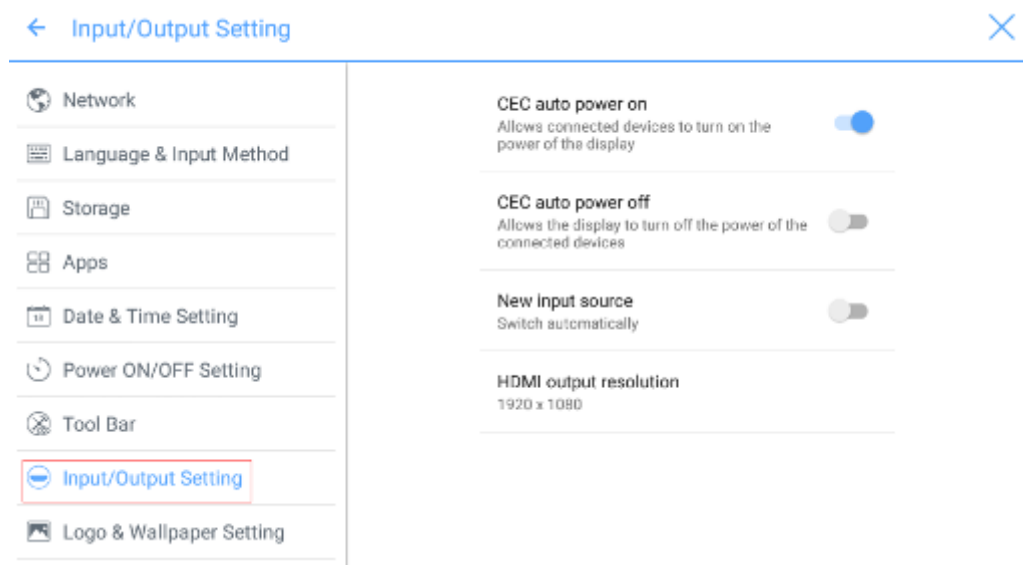 Input/Output Setting
Network
Language & Input Method
Storage
Apps
Date & Time Setting
Power ON/OFF Setting
Tool Bar
Input/Output Setting
Logo & Wallpaper Setting
CEC auto power on
Allows connected devices to turn on the
power of the display
CEC auto power off
Allows the display to turn off the power of the
connected devices
New input source
Switch automatically
HDMI output resolution
1920 x 1080